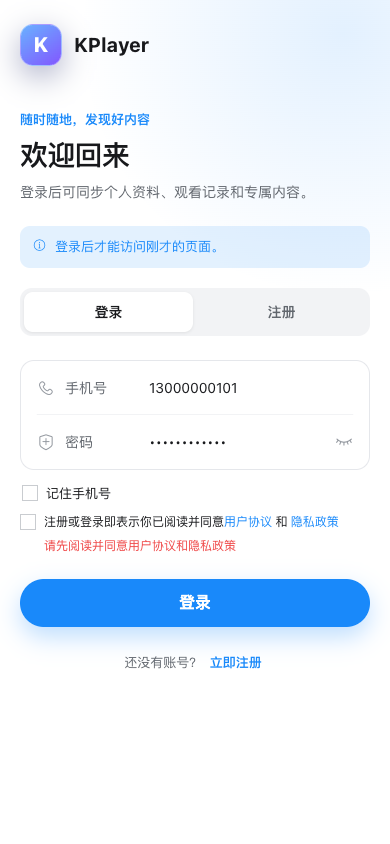 K KPlayer
随时随地，发现好内容
欢迎回来
登录后可同步个人资料、观看记录和专属内容。
登录后才能访问刚才的页面。
登录 注册
手机号 13000000101
密码 ••••••••••••
记住手机号
注册或登录即表示你已阅读并同意用户协议 和 隐私政策
请先阅读并同意用户协议和隐私政策
登录
还没有账号？ 立即注册